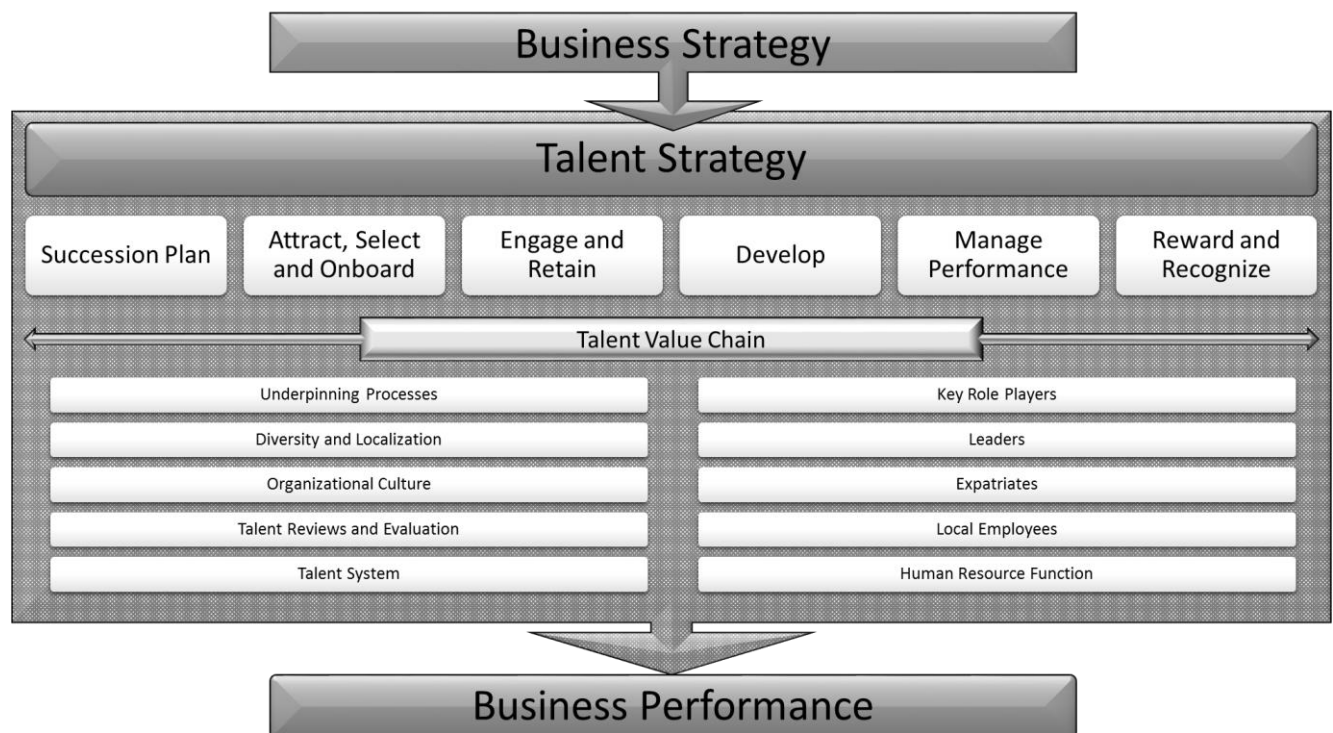 Business Strategy
Talent Strategy
Succession Plan
Attract, Select
and Onboard
Engage and
Retain
Develop
Manage
Performance
Reward and
Recognize
Talent Value Chain
Underpinning Processes
Diversity and Localization
Organizational Culture
Talent Reviews and Evaluation
Talent System
Key Role Players
Leaders
Expatriates
Local Employees
Human Resource Function
Business Performance